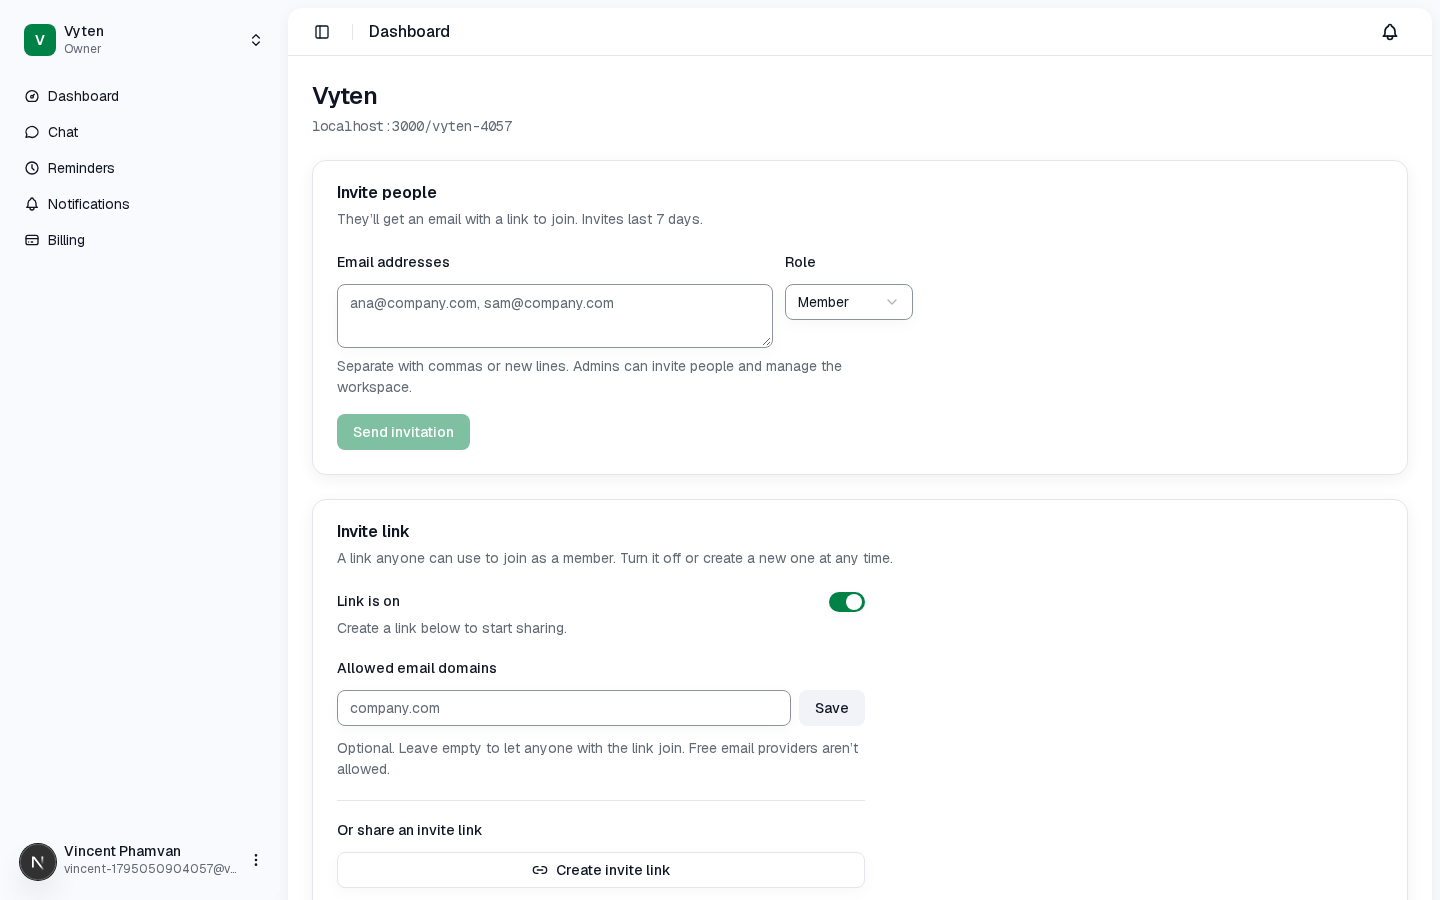 V
Vyten
Owner
Dashboard
Chat
Reminders
Notifications
Billing
Vincent Phamvan
vincent-1795050904057@v...
N
Dashboard
Vyten
localhost:3000/vyten-4057
Invite people
They’ll get an email with a link to join. Invites last 7 days.
Email addresses
Role
ana@company.com, sam@company.com
Member
Separate with commas or new lines. Admins can invite people and manage the
workspace.
Send invitation
Invite link
A link anyone can use to join as a member. Turn it off or create a new one at any time.
Link is on
Create a link below to start sharing.
Allowed email domains
company.com
Save
Optional. Leave empty to let anyone with the link join. Free email providers aren’t
allowed.
Or share an invite link
Create invite link